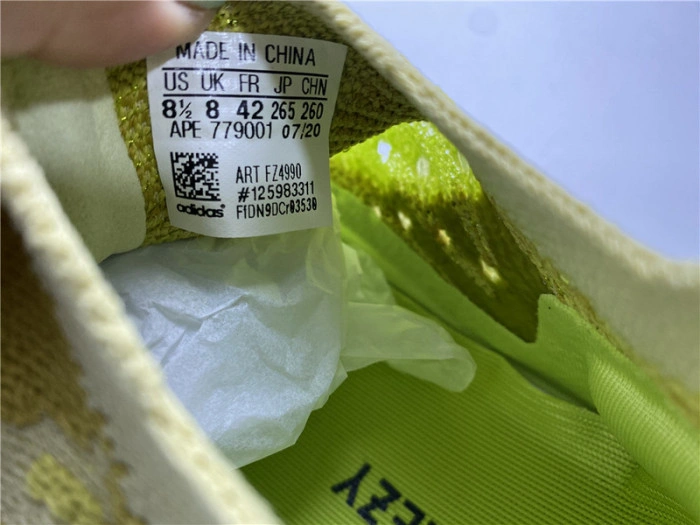 MADE IN CHINA
US UK FR JP CHN
8½ 8 42 265 260
APE 779001 07/20
ART FZ4990
#125983311
adidas
F1DN9DCr03530